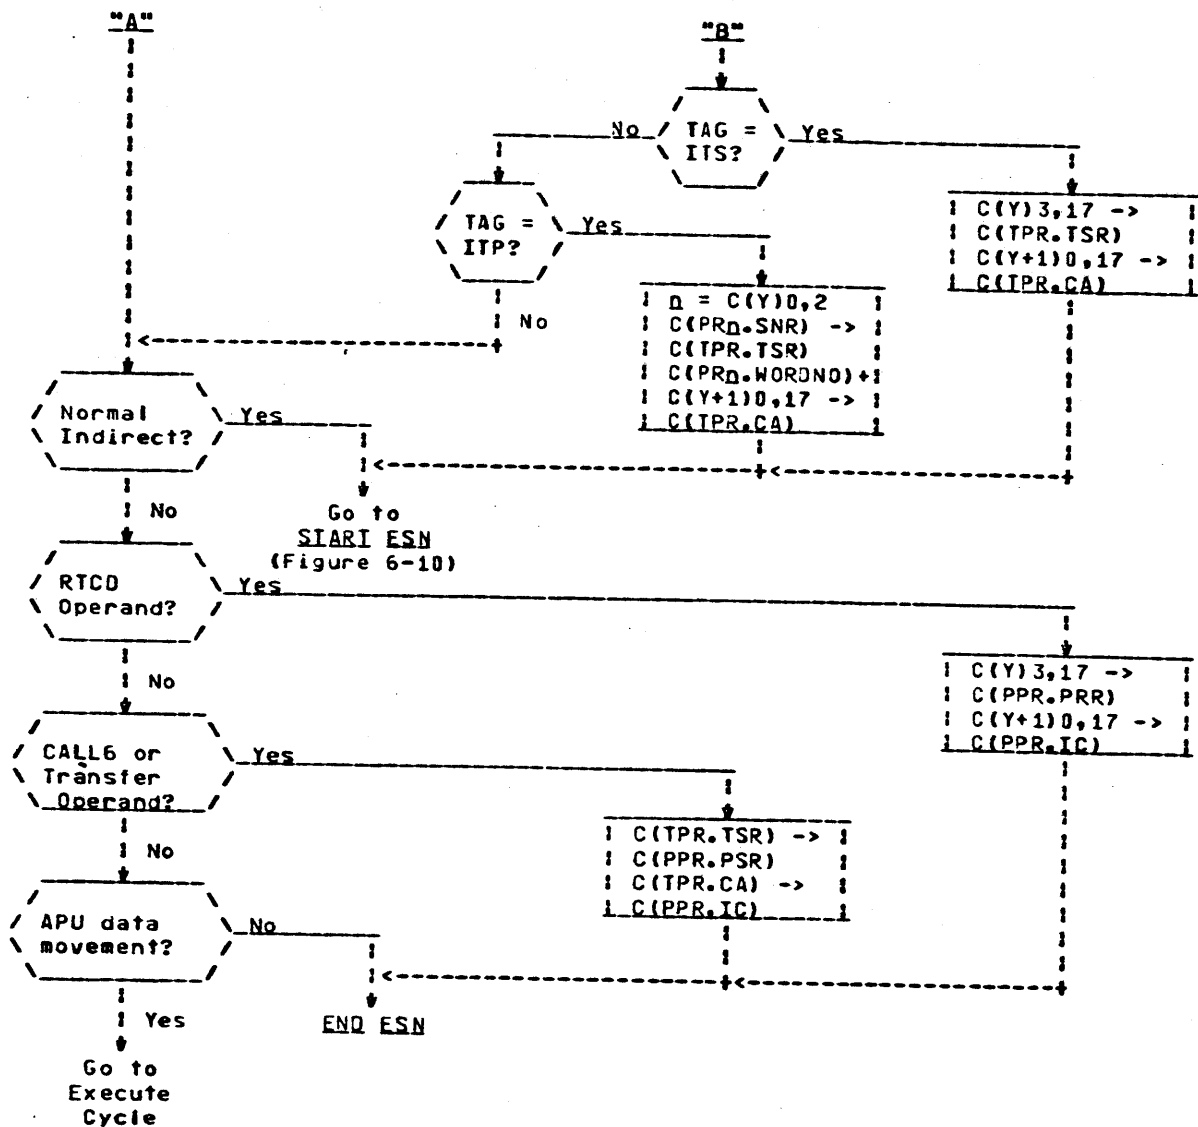 "A"
"B"
TAG =
ITS?
No
Yes
TAG =
ITP?
Yes
No
C(Y)3,17 ->
C(TPR.TSR)
C(Y+1)0,17 ->
C(TPR.CA)
n = C(Y)0,2
C(PRn.SNR) ->
C(TPR.TSR)
C(PRn.WORDNO)+
C(Y+1)0,17 ->
C(TPR.CA)
Normal
Indirect?
Yes
No
Go to
START ESN
(Figure 6-10)
RTCD
Operand?
Yes
No
C(Y)3,17 ->
C(PPR.PRR)
C(Y+1)0,17 ->
C(PPR.IC)
CALL6 or
Transfer
Operand?
Yes
No
C(TPR.TSR) ->
C(PPR.PSR)
C(TPR.CA) ->
C(PPR.IC)
APU data
movement?
No
END ESN
Yes
Go to
Execute
Cycle